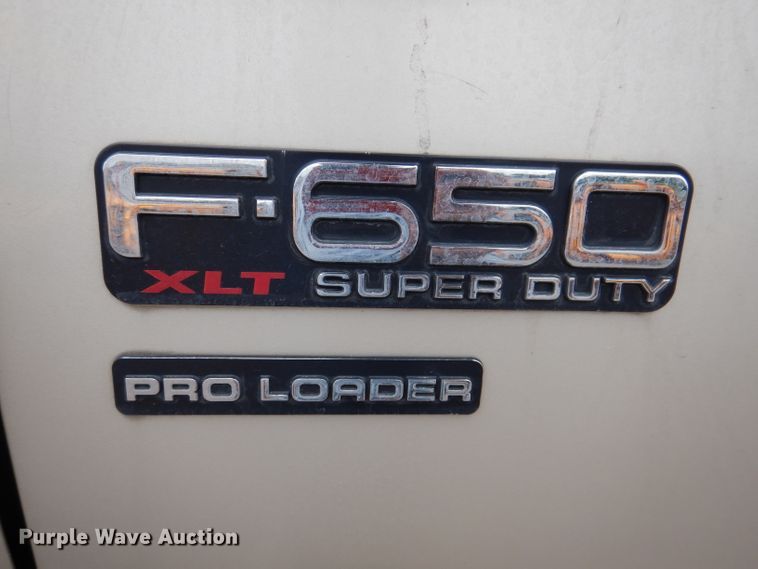 F-650
XLT SUPER DUTY
PRO LOADER
Purple Wave Auction